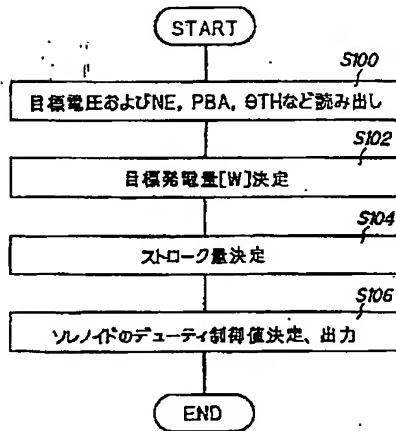 START
S100
目標電圧およびNE, PBA, θTHなど読み出し
S102
目標発電量[W]決定
S104
ストローク量決定
S106
ソレノイドのデューティ制御値決定、出力
END